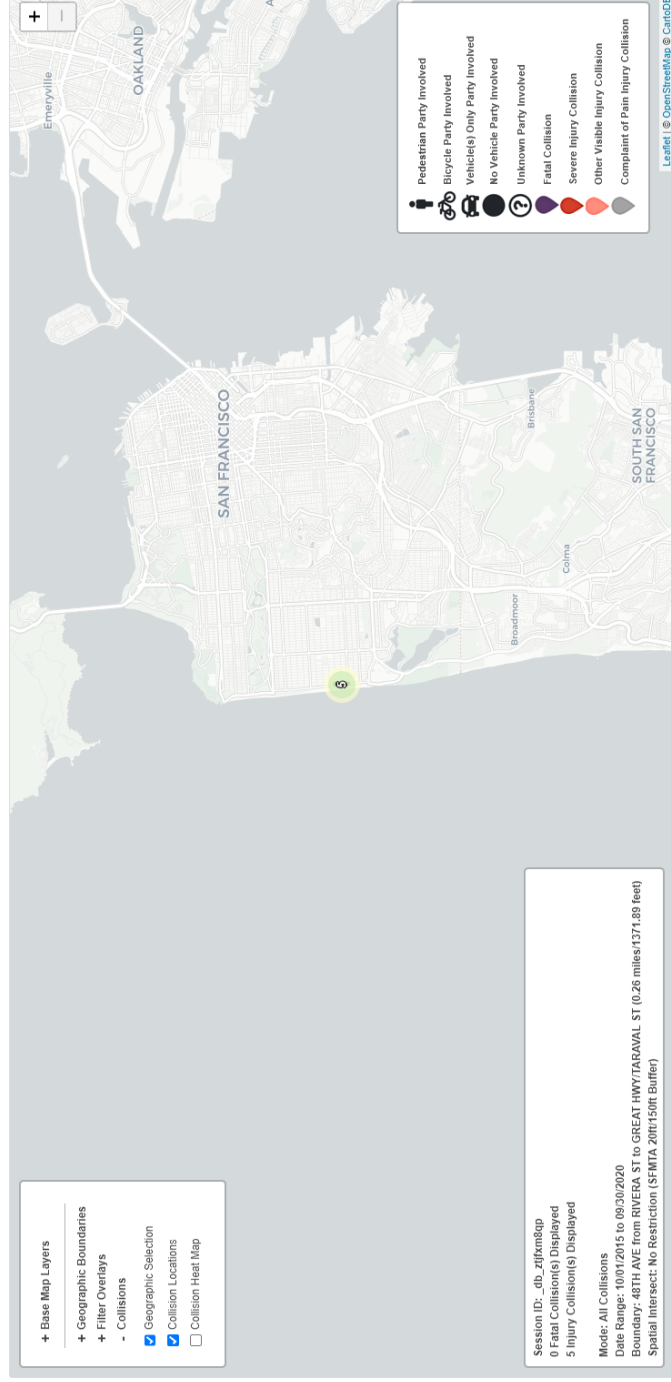 + Base Map Layers
+ Geographic Boundaries
+ Filter Overlays
- Collisions
Geographic Selection
Collision Locations
Collision Heat Map
Session ID: _db_ztjfxm8qp
0 Fatal Collision(s) Displayed
5 Injury Collision(s) Displayed
Mode: All Collisions
Date Range: 10/01/2015 to 09/30/2020
Boundary: 48TH AVE from RIVERA ST to GREAT HWY/TARAVAL ST (0.26 miles/1371.89 feet)
Spatial Intersect: No Restriction (SFMTA 20ft/150ft Buffer)
SAN FRANCISCO
Emeryville
OAKLAND
A
Broadmoor
Colma
Brisbane
SOUTH SAN
FRANCISCO
+
−
Pedestrian Party Involved
Bicycle Party Involved
Vehicle(s) Only Party Involved
No Vehicle Party Involved
? Unknown Party Involved
Fatal Collision
Severe Injury Collision
Other Visible Injury Collision
Complaint of Pain Injury Collision
Leaflet | © OpenStreetMap © CartoDB